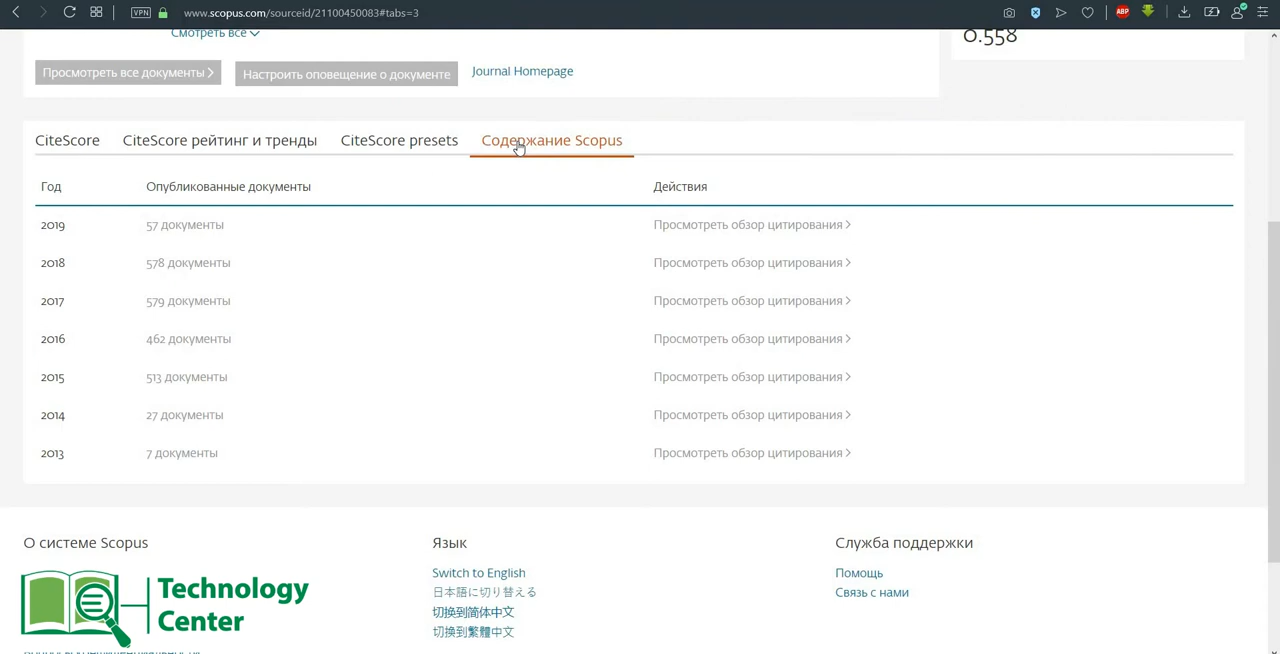 VPN www.scopus.com/sourceid/21100450083#tabs=3 ABP
Смотреть все
0.558
Просмотреть все документы > Настроить оповещение о документе Journal Homepage
CiteScore CiteScore рейтинг и тренды CiteScore presets Содержание Scopus
Год Опубликованные документы Действия
2019 57 документы Просмотреть обзор цитирования >
2018 578 документы Просмотреть обзор цитирования >
2017 579 документы Просмотреть обзор цитирования >
2016 462 документы Просмотреть обзор цитирования >
2015 513 документы Просмотреть обзор цитирования >
2014 27 документы Просмотреть обзор цитирования >
2013 7 документы Просмотреть обзор цитирования >
О системе Scopus Язык Служба поддержки
Switch to English Помощь
日本語に切り替える Связь с нами
切换到简体中文
切換到繁體中文
Technology
Center